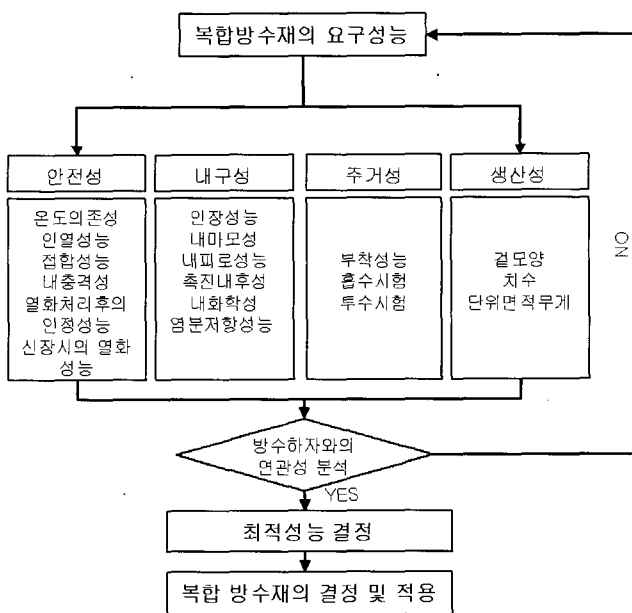 복합방수재의 요구성능
안전성
온도의존성
인열성능
접합성능
내충격성
열화처리후의
인정성능
신장시의 열화
성능
내구성
인장성능
내마모성
내피로성능
촉진내후성
내화학성
염분저항성능
주거성
부착성능
흡수시험
투수시험
생산성
겉모양
치수
단위면적무게
NO
방수하자와의
연관성 분석
YES
최적성능 결정
복합 방수재의 결정 및 적용